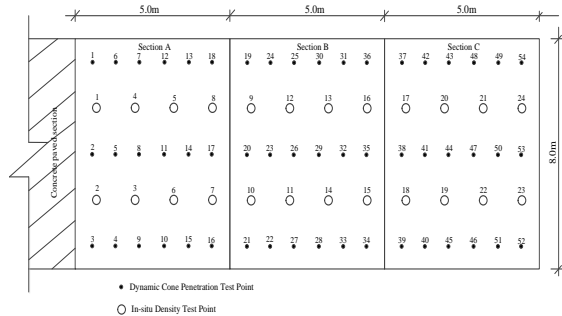 5.0m 5.0m 5.0m
Section A Section B Section C
1 6 7 12 13 18 19 24 25 30 31 36 37 42 43 48 49 54
1 4 5 8 9 12 13 16 17 20 21 24
2 5 8 11 14 17 20 23 26 29 32 35 38 41 44 47 50 53
2 3 6 7 10 11 14 15 18 19 22 23
3 4 9 10 15 16 21 22 27 28 33 34 39 40 45 46 51 52
Concrete paved section
8.0m
Dynamic Cone Penetration Test Point
In-situ Density Test Point